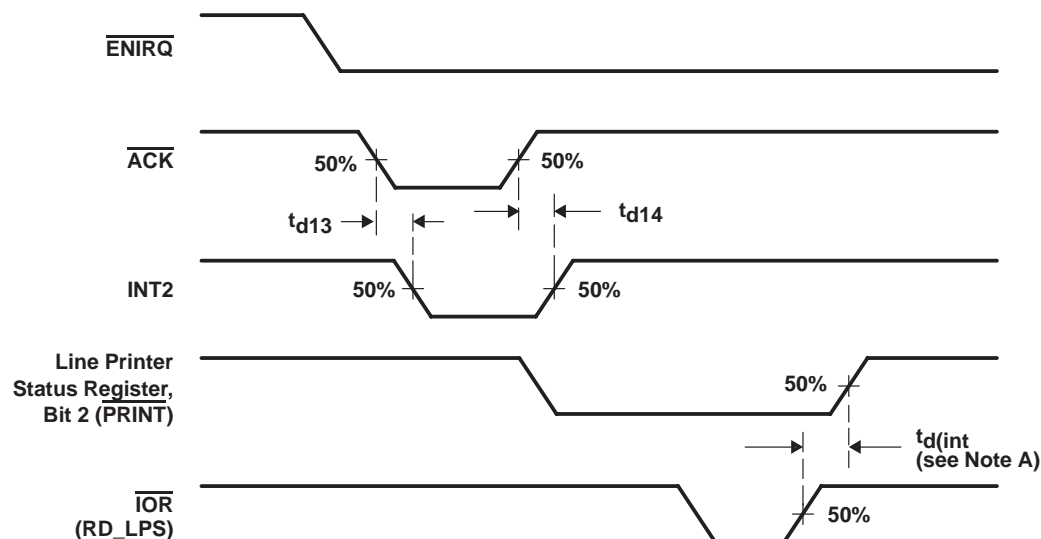 ENIRQ
ACK
50%
50%
td13
td14
INT2
50%
50%
Line Printer
Status Register,
Bit 2 (PRINT)
50%
td(int
(see Note A)
IOR
(RD_LPS)
50%